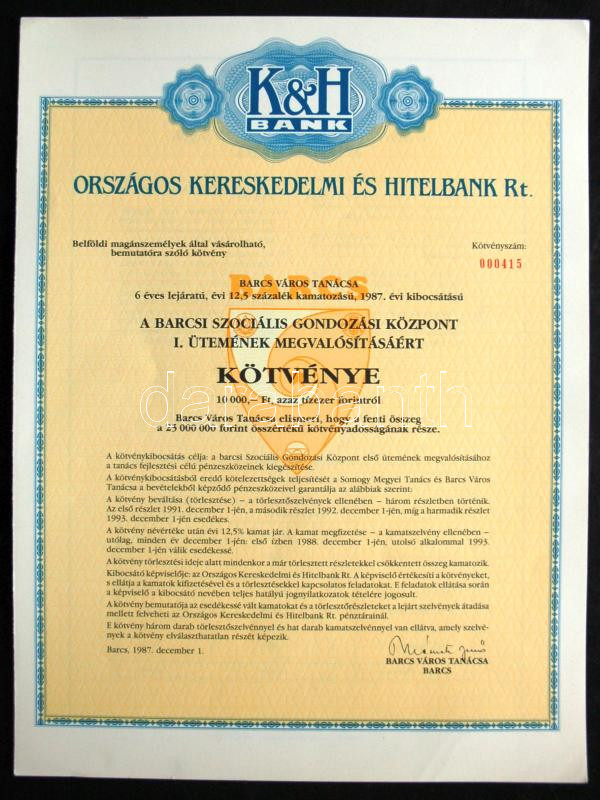 K&H
BANK
ORSZÁGOS KERESKEDELMI ÉS HITELBANK Rt.
Belföldi magánszemélyek által vásárolható,
bemutatóra szóló kötvény
Kötvényszám:
000415
BARCS
BARCS VÁROS TANÁCSA
6 éves lejáratú, évi 12,5 százalék kamatozású, 1987. évi kibocsátású
A BARCSI SZOCIÁLIS GONDOZÁSI KÖZPONT
I. ÜTEMÉNEK MEGVALÓSÍTÁSÁÉRT
KÖTVÉNYE
10 000,– Ft, azaz tízezer forintról
Barcs Város Tanácsa elismeri, hogy a fenti összeg
a 25 000 000 forint összértékű kötvényadósságának része.
A kötvénykibocsátás célja: a barcsi Szociális Gondozási Központ első ütemének megvalósításához
a tanács fejlesztési célú pénzeszközeinek kiegészítése.
A kötvénykibocsátásból eredő kötelezettségek teljesítését a Somogy Megyei Tanács és Barcs Város
Tanácsa a bevételekből képződő pénzeszközeivel garantálja az alábbiak szerint:
A kötvény beváltása (törlesztése) – a törlesztőszelvények ellenében – három részletben történik.
Az első részlet 1991. december 1-jén, a második részlet 1992. december 1-jén, míg a harmadik részlet
1993. december 1-jén esedékes.
A kötvény névértéke után évi 12,5% kamat jár. A kamat megfizetése – a kamatszelvény ellenében –
utólag, minden év december 1-jén: első ízben 1988. december 1-jén, utolsó alkalommal 1993.
december 1-jén válik esedékessé.
A kötvény törlesztési ideje alatt mindenkor a már törlesztett részletekkel csökkentett összeg kamatozik.
Kibocsátó képviselője: az Országos Kereskedelmi és Hitelbank Rt. A képviselő értékesíti a kötvényeket,
s ellátja a kamatok kifizetésével és a törlesztésekkel kapcsolatos feladatokat. E feladatok ellátása során
a képviselő a kibocsátó nevében teljes hatályú jognyilatkozatok tételére jogosult.
A kötvény bemutatója az esedékessé vált kamatokat és a törlesztőrészleteket a lejárt szelvények átadása
mellett felveheti az Országos Kereskedelmi és Hitelbank Rt. pénztárainál.
E kötvény három darab törlesztőszelvénnyel és hat darab kamatszelvénnyel van ellátva, amely szelvé-
nyek a kötvény elválaszthatatlan részét képezik.
Barcs, 1987. december 1.
BARCS VÁROS TANÁCSA
BARCS
darabanth